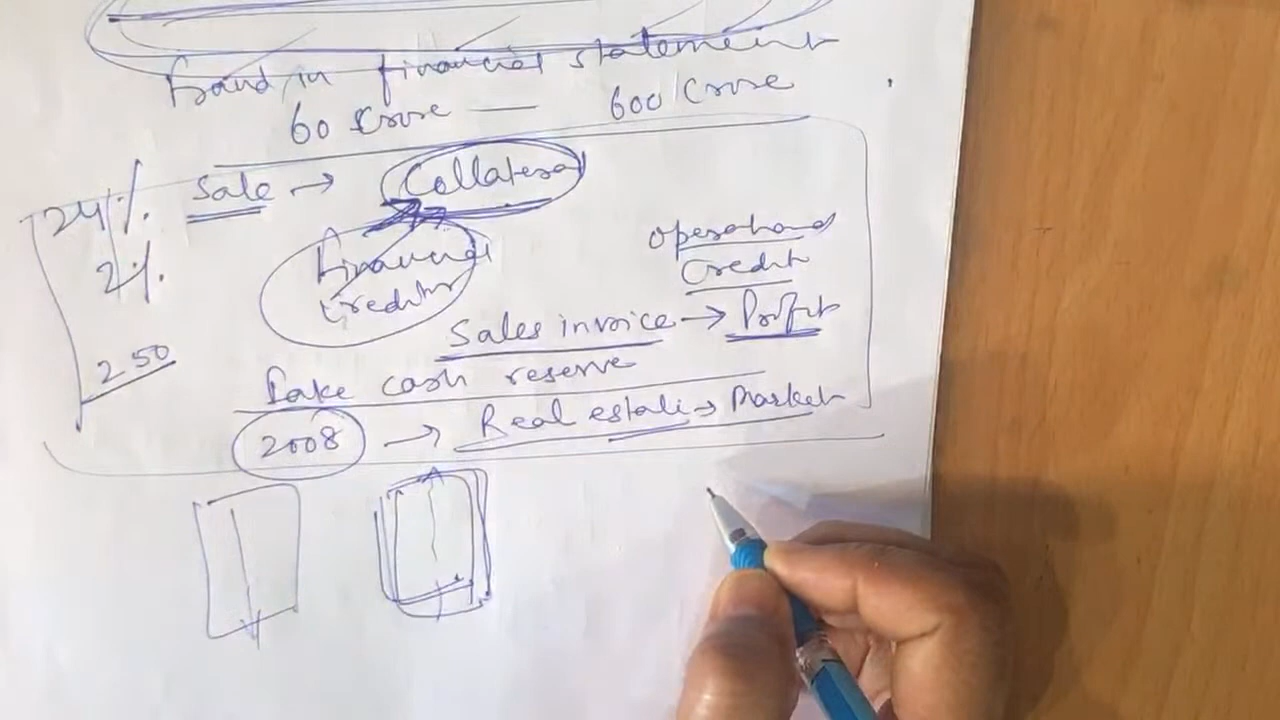 Fraud in financial statement
60 Crore — 600 Crore
24% Sale → Collateral
2% Financial Creditor
Operational Credit
Sales invoice → Profit
2.50 Fake cash reserve
2008 → Real estate → Market